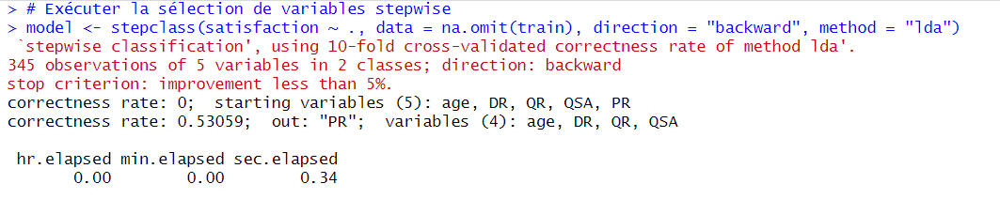 > # Exécuter la sélection de variables stepwise
> model <- stepclass(satisfaction ~ ., data = na.omit(train), direction = "backward", method = "lda")
`stepwise classification', using 10-fold cross-validated correctness rate of method lda'.
345 observations of 5 variables in 2 classes; direction: backward
stop criterion: improvement less than 5%.
correctness rate: 0;  starting variables (5): age, DR, QR, QSA, PR
correctness rate: 0.53059;  out: "PR";  variables (4): age, DR, QR, QSA

hr.elapsed min.elapsed sec.elapsed
0.00        0.00        0.34